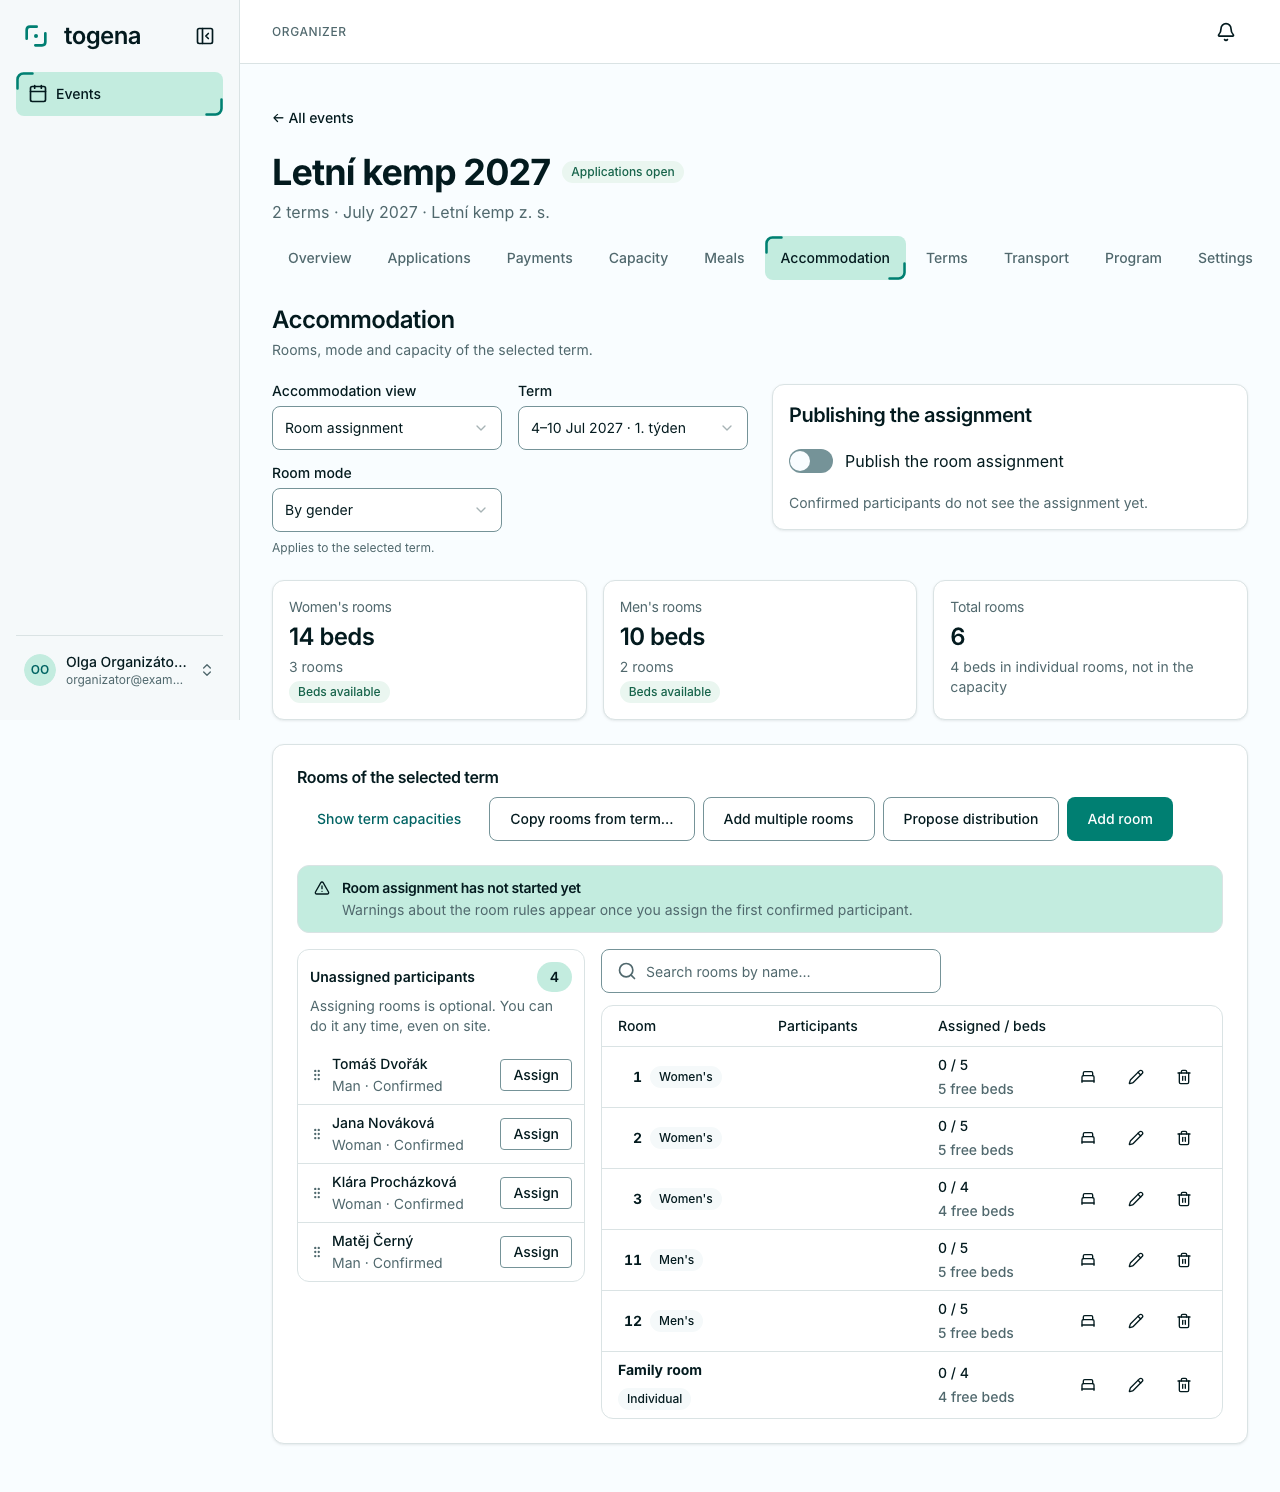 togena
ORGANIZER
Events
← All events
Letní kemp 2027
Applications open
2 terms · July 2027 · Letní kemp z. s.
Overview Applications Payments Capacity Meals Accommodation Terms Transport Program Settings
Accommodation
Rooms, mode and capacity of the selected term.
Accommodation view
Room assignment
Term
4–10 Jul 2027 · 1. týden
Room mode
By gender
Applies to the selected term.
Publishing the assignment
Publish the room assignment
Confirmed participants do not see the assignment yet.
Women's rooms
14 beds
3 rooms
Beds available
Men's rooms
10 beds
2 rooms
Beds available
Total rooms
6
4 beds in individual rooms, not in the
capacity
OO
Olga Organizáto...
organizator@exam...
Rooms of the selected term
Show term capacities
Copy rooms from term...
Add multiple rooms
Propose distribution
Add room
Room assignment has not started yet
Warnings about the room rules appear once you assign the first confirmed participant.
Unassigned participants 4
Assigning rooms is optional. You can
do it any time, even on site.
Tomáš Dvořák
Man · Confirmed
Assign
Jana Nováková
Woman · Confirmed
Assign
Klára Procházková
Woman · Confirmed
Assign
Matěj Černý
Man · Confirmed
Assign
Search rooms by name...
Room Participants Assigned / beds
1 Women's 0 / 5
5 free beds
2 Women's 0 / 5
5 free beds
3 Women's 0 / 4
4 free beds
11 Men's 0 / 5
5 free beds
12 Men's 0 / 5
5 free beds
Family room 0 / 4
Individual 4 free beds